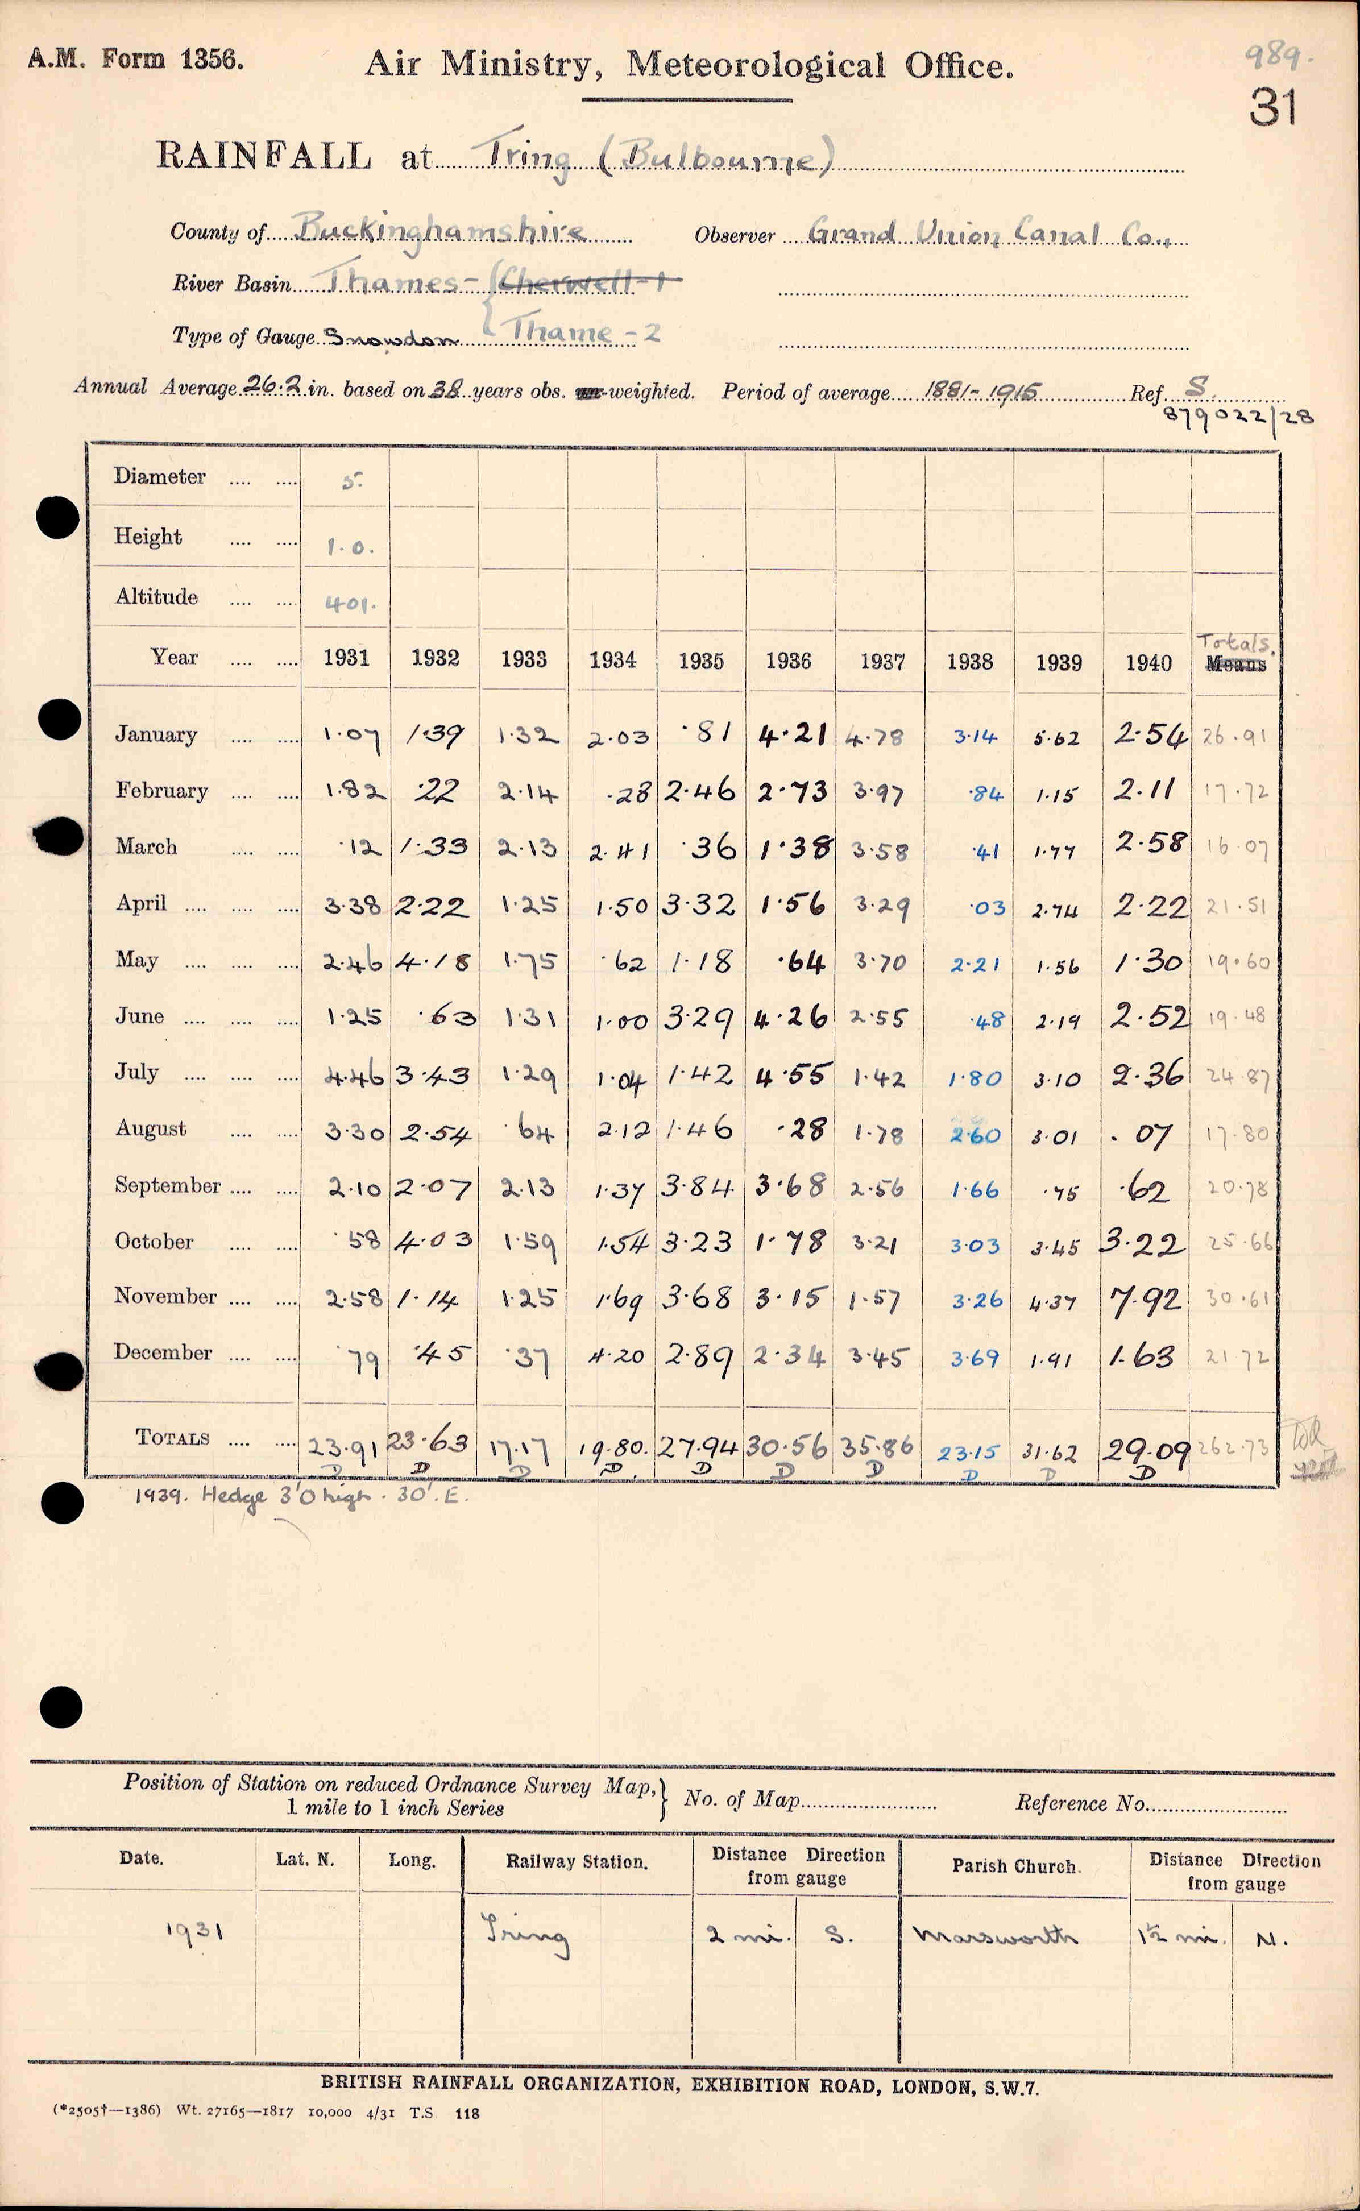 A.M. Form 1356.
Air Ministry, Meteorological Office.
989.
31
RAINFALL at Tring (Bulbourne)
County of Buckinghamshire Observer Grand Union Canal Co.,
River Basin Thames - { Cherwell - 1
Type of Gauge Snowdon Thame - 2
Annual Average 26.2 in. based on 38 years obs. weighted. Period of average 1881-1915 Ref. S.
879022/28
Diameter 5.
Height 1.0.
Altitude 401.
Totals.
Year 1931 1932 1933 1934 1935 1936 1937 1938 1939 1940 Means
January 1.07 1.39 1.32 2.03 .81 4.21 4.78 3.14 5.62 2.54 26.91
February 1.82 .22 2.14 .28 2.46 2.73 3.97 .84 1.15 2.11 17.72
March .12 1.33 2.13 2.41 .36 1.38 3.58 .41 1.77 2.58 16.07
April 3.38 2.22 1.25 1.50 3.32 1.56 3.29 .03 2.74 2.22 21.51
May 2.46 4.18 1.75 .62 1.18 .64 3.70 2.21 1.56 1.30 19.60
June 1.25 .63 1.31 1.00 3.29 4.26 2.55 .48 2.19 2.52 19.48
July 4.46 3.43 1.29 1.04 1.42 4.55 1.42 1.80 3.10 2.36 24.87
August 3.30 2.54 .64 2.12 1.46 .28 1.78 2.60 3.01 .07 17.80
September 2.10 2.07 2.13 1.37 3.84 3.68 2.56 1.66 .75 .62 20.78
October .58 4.03 1.59 1.54 3.23 1.78 3.21 3.03 3.45 3.22 25.66
November 2.58 1.14 1.25 1.69 3.68 3.15 1.57 3.26 4.37 7.92 30.61
December .79 .45 .37 4.20 2.89 2.34 3.45 3.69 1.91 1.63 21.72
TOTALS 23.91 23.63 17.17 19.80. 27.94 30.56 35.86 23.15 31.62 29.09 262.73
D D D D D D D D D D
1939. Hedge 3'0 high. 30'. E.
Position of Station on reduced Ordnance Survey Map,} No. of Map Reference No.
1 mile to 1 inch Series
Date. Lat. N. Long. Railway Station. Distance Direction from gauge Parish Church. Distance Direction from gauge
1931 Tring 2 mi. S. Marsworth 1½ mi. N.
BRITISH RAINFALL ORGANIZATION, EXHIBITION ROAD, LONDON, S.W.7.
(*2505†—1386) Wt. 27165—1817 10,000 4/31 T.S 118